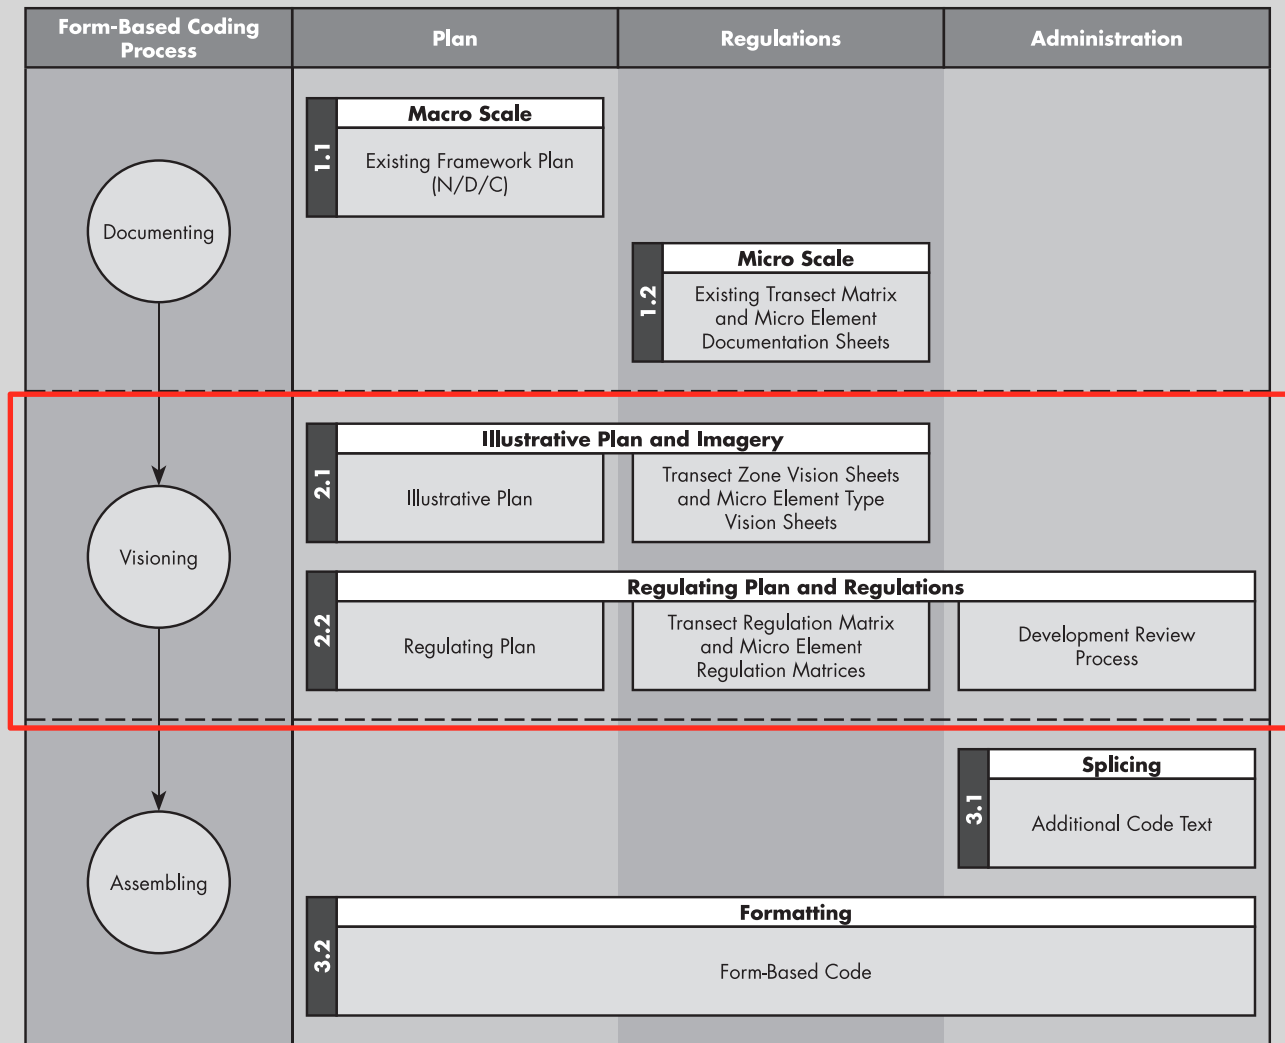 Form-Based Coding
Process
Plan
Regulations
Administration
Documenting
1.1
Macro Scale
Existing Framework Plan
(N/D/C)
1.2
Micro Scale
Existing Transect Matrix
and Micro Element
Documentation Sheets
Visioning
2.1
Illustrative Plan and Imagery
Illustrative Plan
Transect Zone Vision Sheets
and Micro Element Type
Vision Sheets
2.2
Regulating Plan and Regulations
Regulating Plan
Transect Regulation Matrix
and Micro Element
Regulation Matrices
Development Review
Process
Assembling
3.1
Splicing
Additional Code Text
3.2
Formatting
Form-Based Code